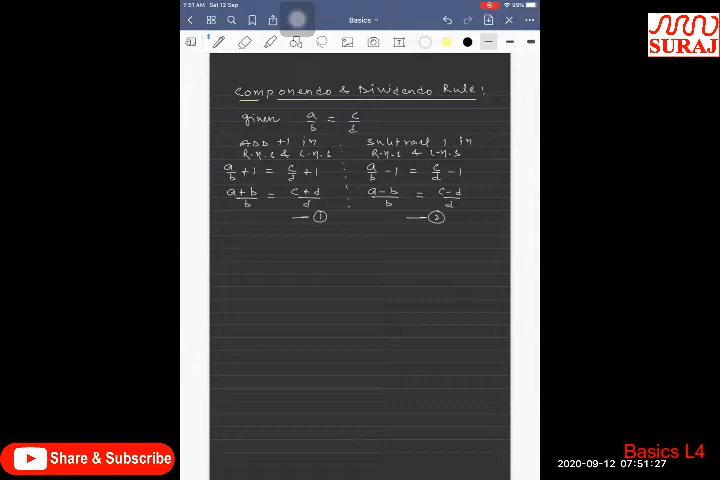 7:51 AM Sat 12 Sep
99%
Basics
SURAJ
Componendo & Dividendo Rule:
given a/b = c/d
ADD +1 in R.H.S & L.H.S
Subtract 1 in R.H.S & L.H.S
a/b + 1 = c/d + 1 : a/b - 1 = c/d - 1
a+b/b = c+d/d : a-b/b = c-d/d
— ① — ②
Share & Subscribe
Basics L4
2020-09-12 07:51:27